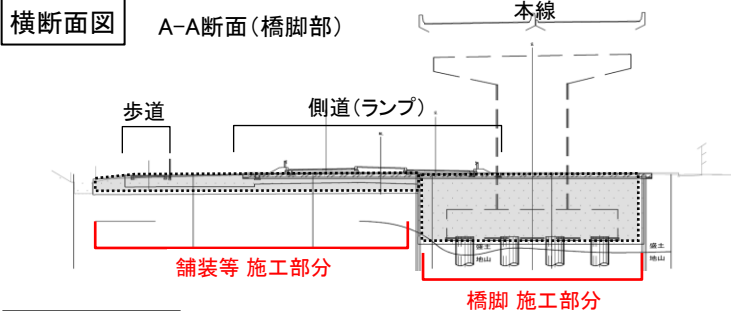 横断面図
A-A断面(橋脚部)
本線
歩道
側道(ランプ)
盛土
地山
盛土
地山
舗装等 施工部分
橋脚 施工部分